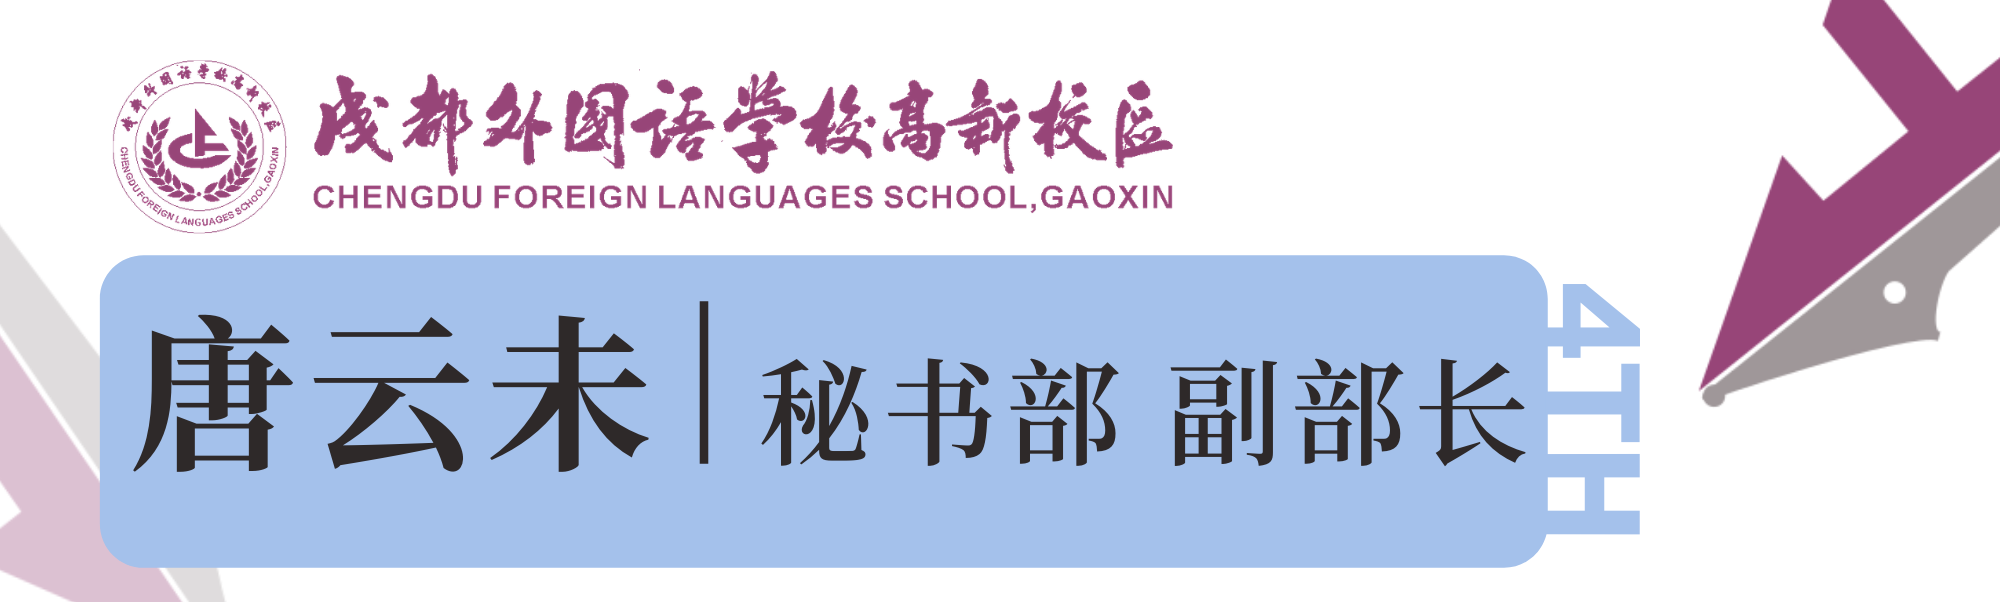 成都外国语学校高新校区
CHENGDU FOREIGN LANGUAGES SCHOOL,GAOXIN
成都外国语学校高新校区
CHENGDU FOREIGN LANGUAGES SCHOOL,GAOXIN
唐云未|秘书部 副部长
4TH